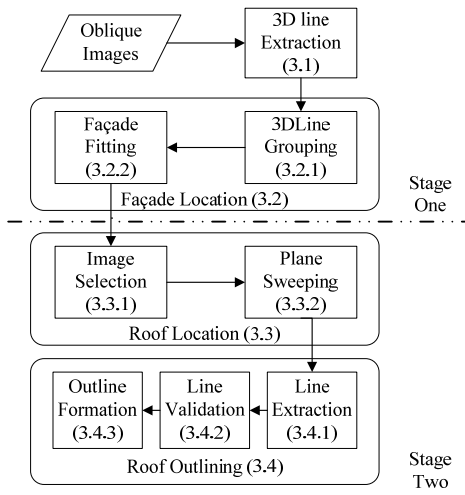 Oblique
Images
3D line
Extraction
(3.1)
Façade
Fitting
(3.2.2)
3DLine
Grouping
(3.2.1)
Façade Location (3.2)
Stage
One
Image
Selection
(3.3.1)
Plane
Sweeping
(3.3.2)
Roof Location (3.3)
Outline
Formation
(3.4.3)
Line
Validation
(3.4.2)
Line
Extraction
(3.4.1)
Roof Outlining (3.4)
Stage
Two